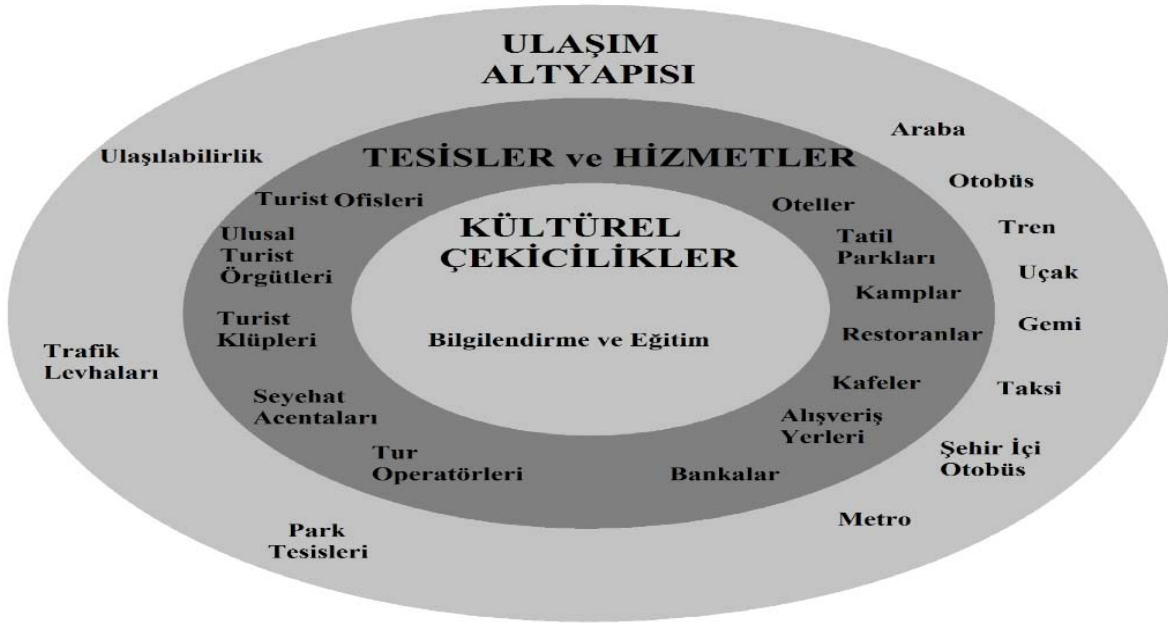 ULAŞIM
ALTYAPISI
Ulaşılabilirlik
Trafik
Levhaları
Park
Tesisleri
Araba
Otobüs
Tren
Uçak
Gemi
Taksi
Şehir İçi
Otobüs
Metro
TESİSLER ve HİZMETLER
Turist Ofisleri
Ulusal
Turist
Örgütleri
Turist
Klüpleri
Seyehat
Acentaları
Tur
Operatörleri
Oteller
Tatil
Parkları
Kamplar
Restoranlar
Kafeler
Alışveriş
Yerleri
Bankalar
KÜLTÜREL
ÇEKİCİLİKLER
Bilgilendirme ve Eğitim